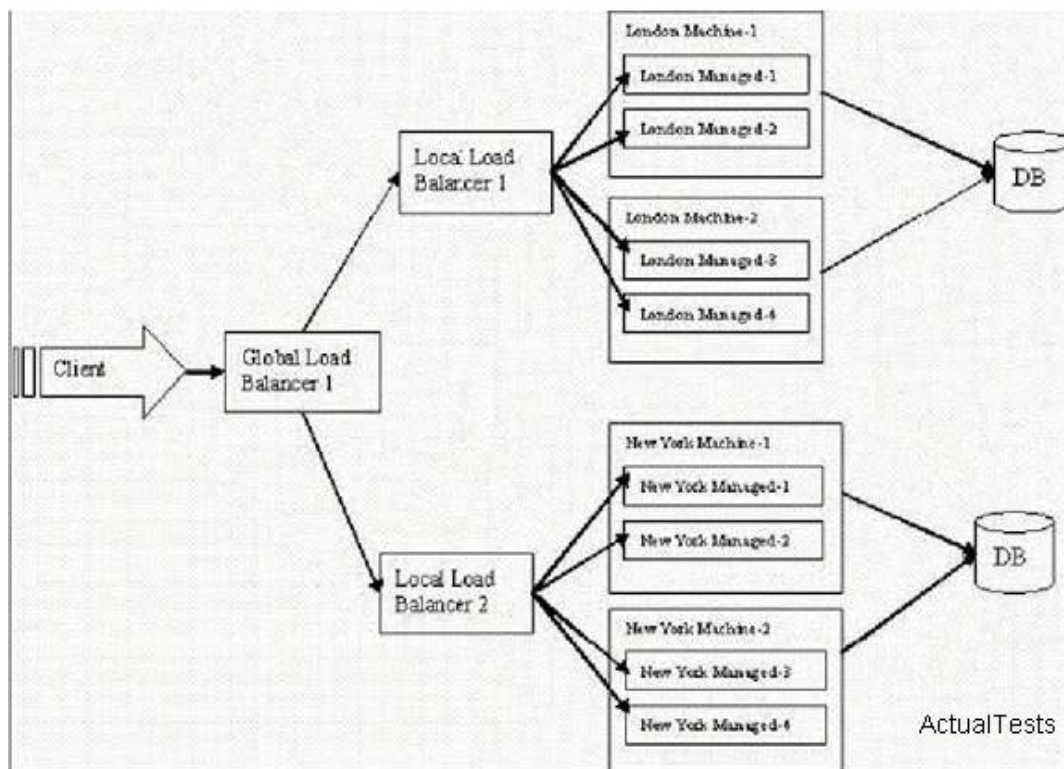 London Machine-1
London Managed-1
London Managed-2
Local Load
Balancer 1
DB
London Machine-2
London Managed-3
London Managed-4
Client
Global Load
Balancer 1
New York Machine-1
New York Managed-1
New York Managed-2
DB
Local Load
Balancer 2
New York Machine-2
New York Managed-3
New York Managed-4
ActualTests